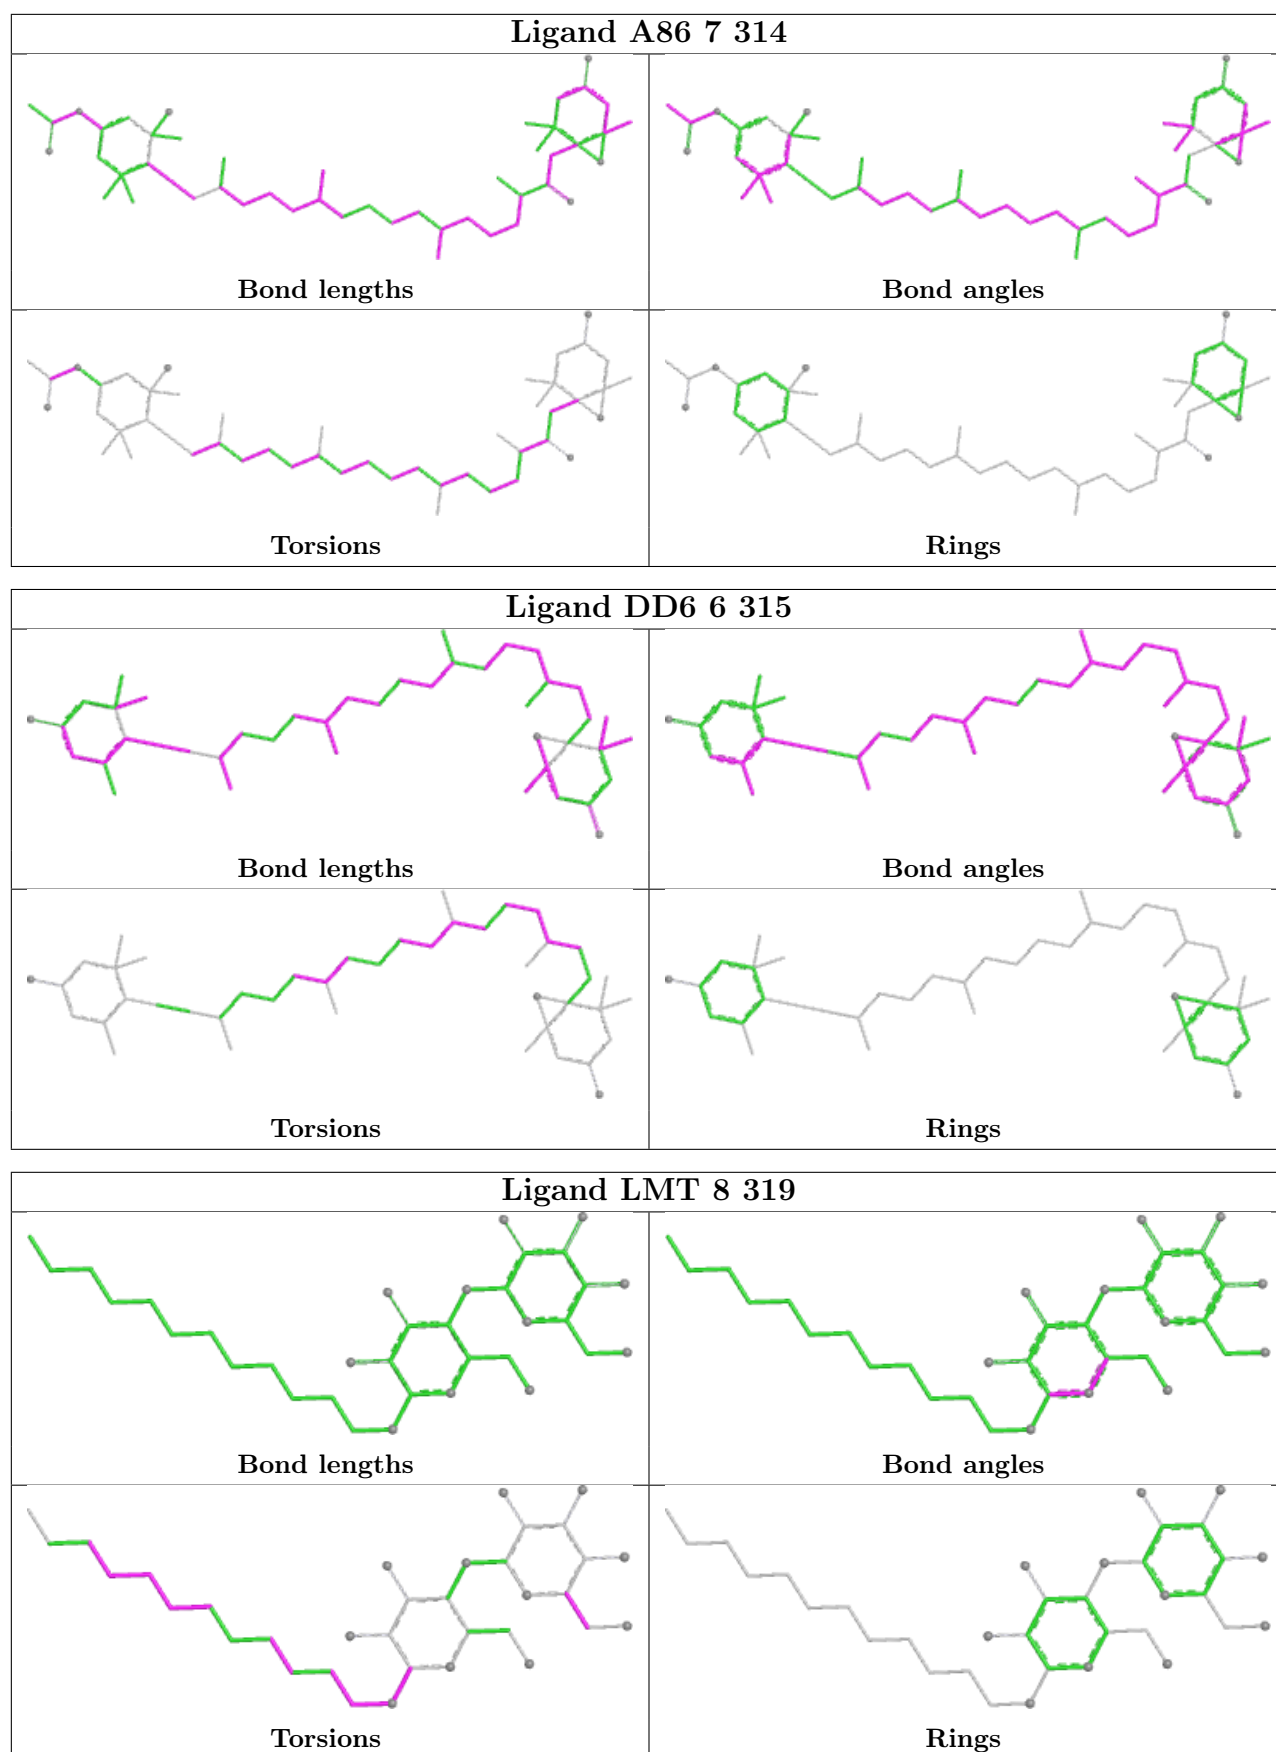 Ligand A86 7 314
Bond lengths
Bond angles
Torsions
Rings
Ligand DD6 6 315
Bond lengths
Bond angles
Torsions
Rings
Ligand LMT 8 319
Bond lengths
Bond angles
Torsions
Rings